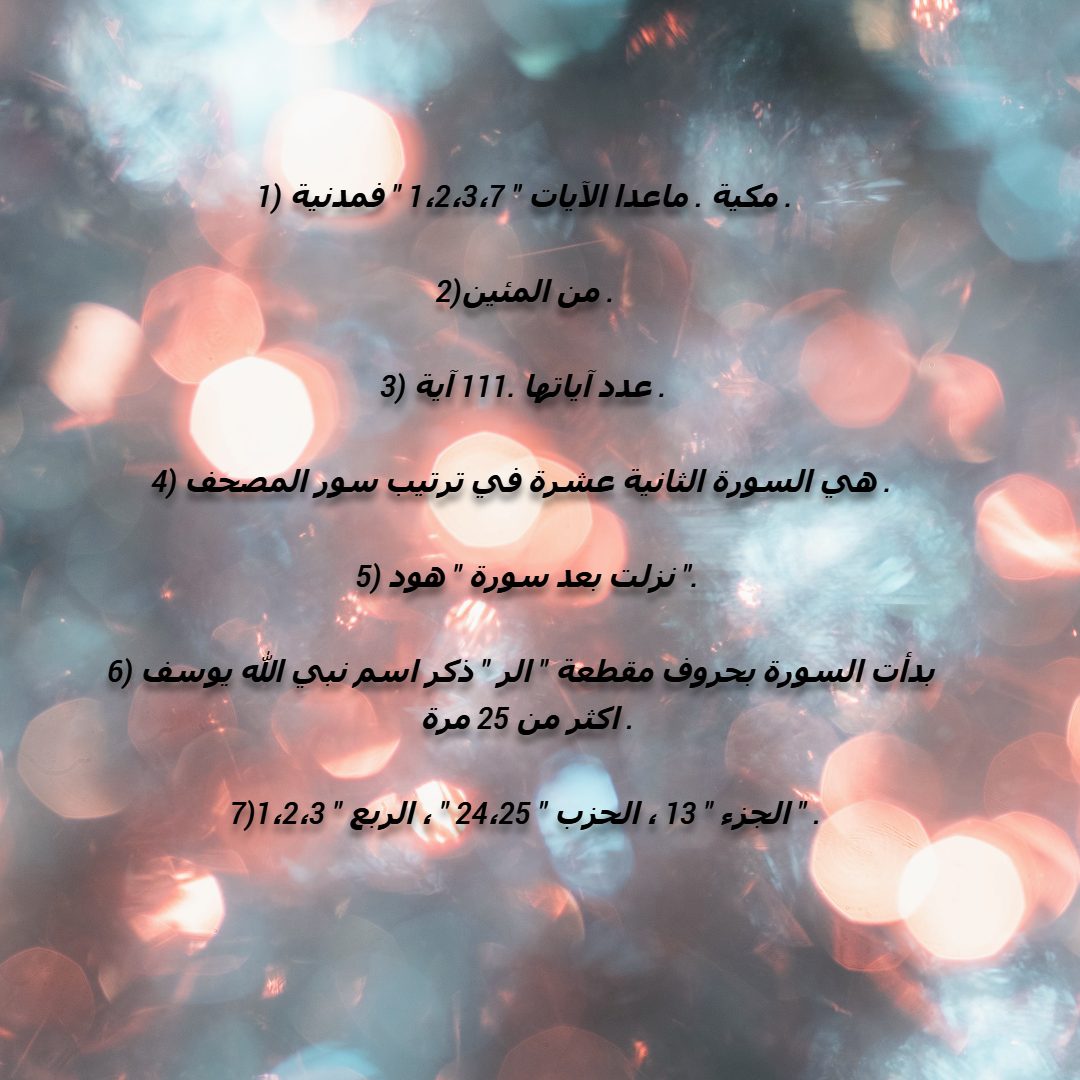 1) مكية . ماعدا الآيات " 1،2،3،7 " فمدنية .
2)من المئين .
3) عدد آياتها .111 آية .
4) هي السورة الثانية عشرة في ترتيب سور المصحف .
5) نزلت بعد سورة " هود ".
6) بدأت السورة بحروف مقطعة " الر " ذكر اسم نبي الله يوسف
اكثر من 25 مرة .
7)الجزء " 13 ، الحزب " 24،25 " ، الربع " 1،2،3 " .